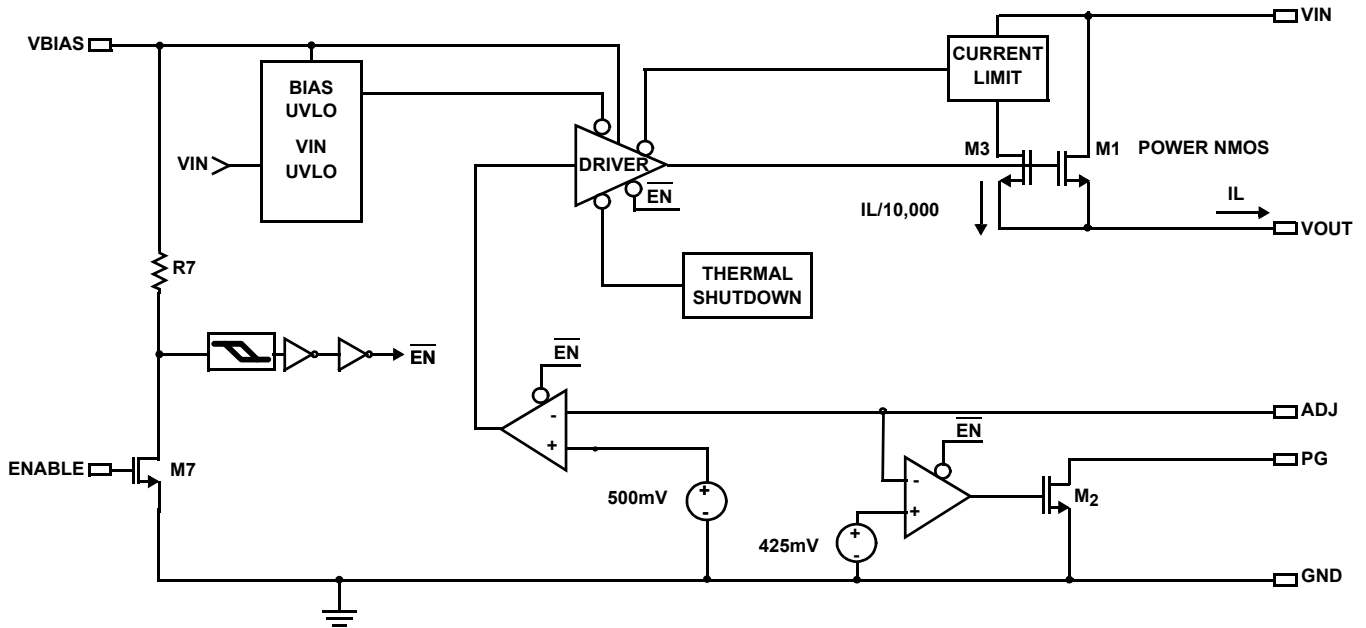 VIN
VBIAS
CURRENT
LIMIT
BIAS
UVLO
VIN
UVLO
VIN
DRIVER
EN
M3
M1
POWER NMOS
IL/10,000
IL
VOUT
R7
THERMAL
SHUTDOWN
EN
EN
-
+
ADJ
EN
ENABLE
M7
500mV
+
-
-
+
M2
PG
425mV
+
-
GND